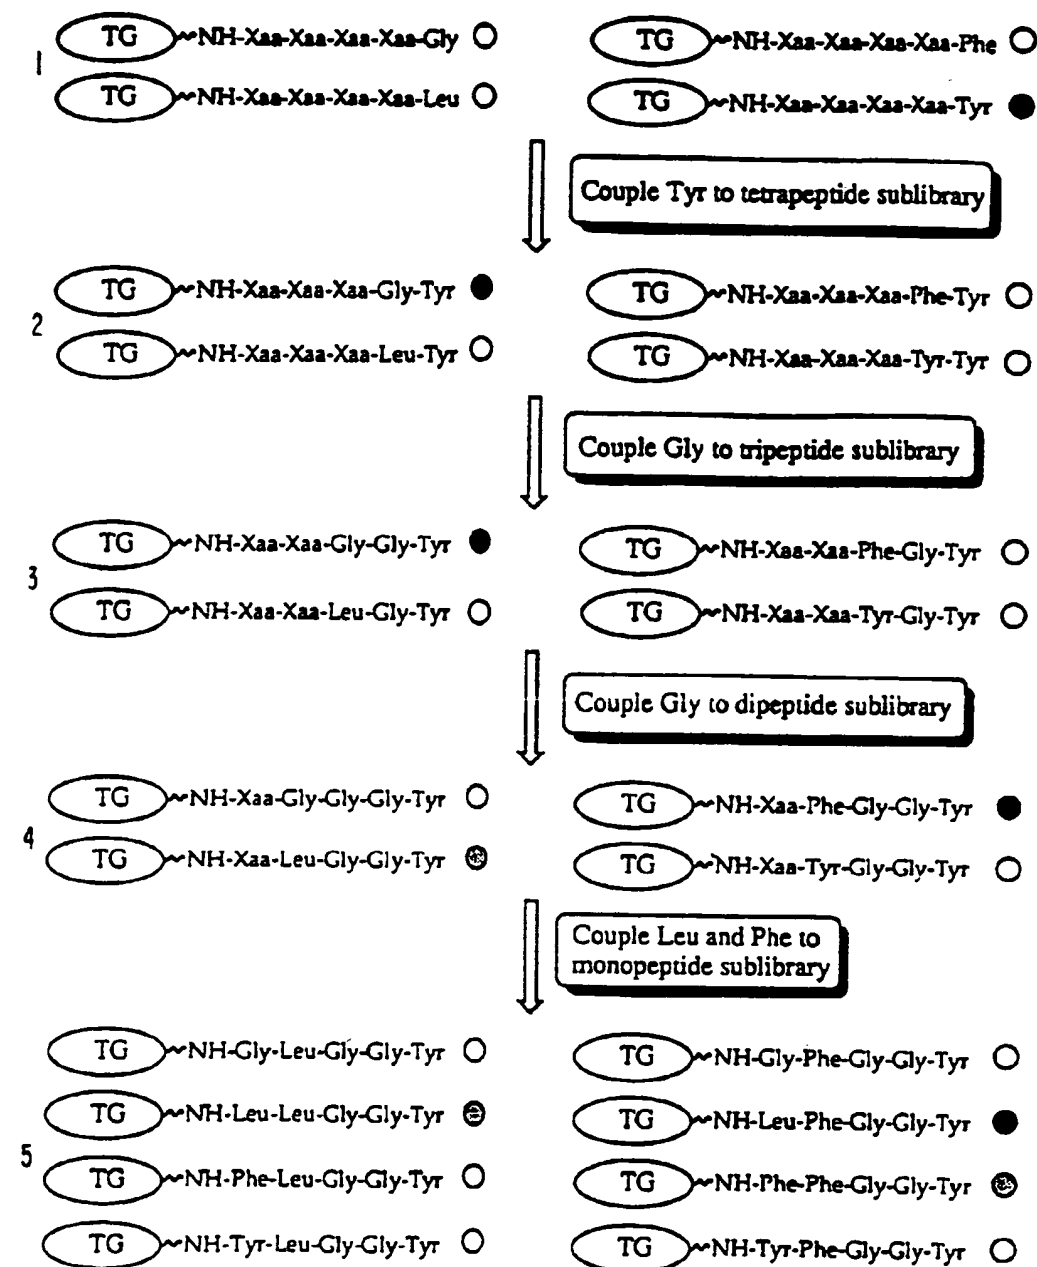 1
TG NH-Xaa-Xaa-Xaa-Xaa-Gly
TG NH-Xaa-Xaa-Xaa-Xaa-Phe
TG NH-Xaa-Xaa-Xaa-Xaa-Leu
TG NH-Xaa-Xaa-Xaa-Xaa-Tyr
Couple Tyr to tetrapeptide sublibrary
2
TG NH-Xaa-Xaa-Xaa-Gly-Tyr
TG NH-Xaa-Xaa-Xaa-Phe-Tyr
TG NH-Xaa-Xaa-Xaa-Leu-Tyr
TG NH-Xaa-Xaa-Xaa-Tyr-Tyr
Couple Gly to tripeptide sublibrary
3
TG NH-Xaa-Xaa-Gly-Gly-Tyr
TG NH-Xaa-Xaa-Phe-Gly-Tyr
TG NH-Xaa-Xaa-Leu-Gly-Tyr
TG NH-Xaa-Xaa-Tyr-Gly-Tyr
Couple Gly to dipeptide sublibrary
4
TG NH-Xaa-Gly-Gly-Gly-Tyr
TG NH-Xaa-Phe-Gly-Gly-Tyr
TG NH-Xaa-Leu-Gly-Gly-Tyr
TG NH-Xaa-Tyr-Gly-Gly-Tyr
Couple Leu and Phe to
monopeptide sublibrary
5
TG NH-Gly-Leu-Gly-Gly-Tyr
TG NH-Gly-Phe-Gly-Gly-Tyr
TG NH-Leu-Leu-Gly-Gly-Tyr
TG NH-Leu-Phe-Gly-Gly-Tyr
TG NH-Phe-Leu-Gly-Gly-Tyr
TG NH-Phe-Phe-Gly-Gly-Tyr
TG NH-Tyr-Leu-Gly-Gly-Tyr
TG NH-Tyr-Phe-Gly-Gly-Tyr